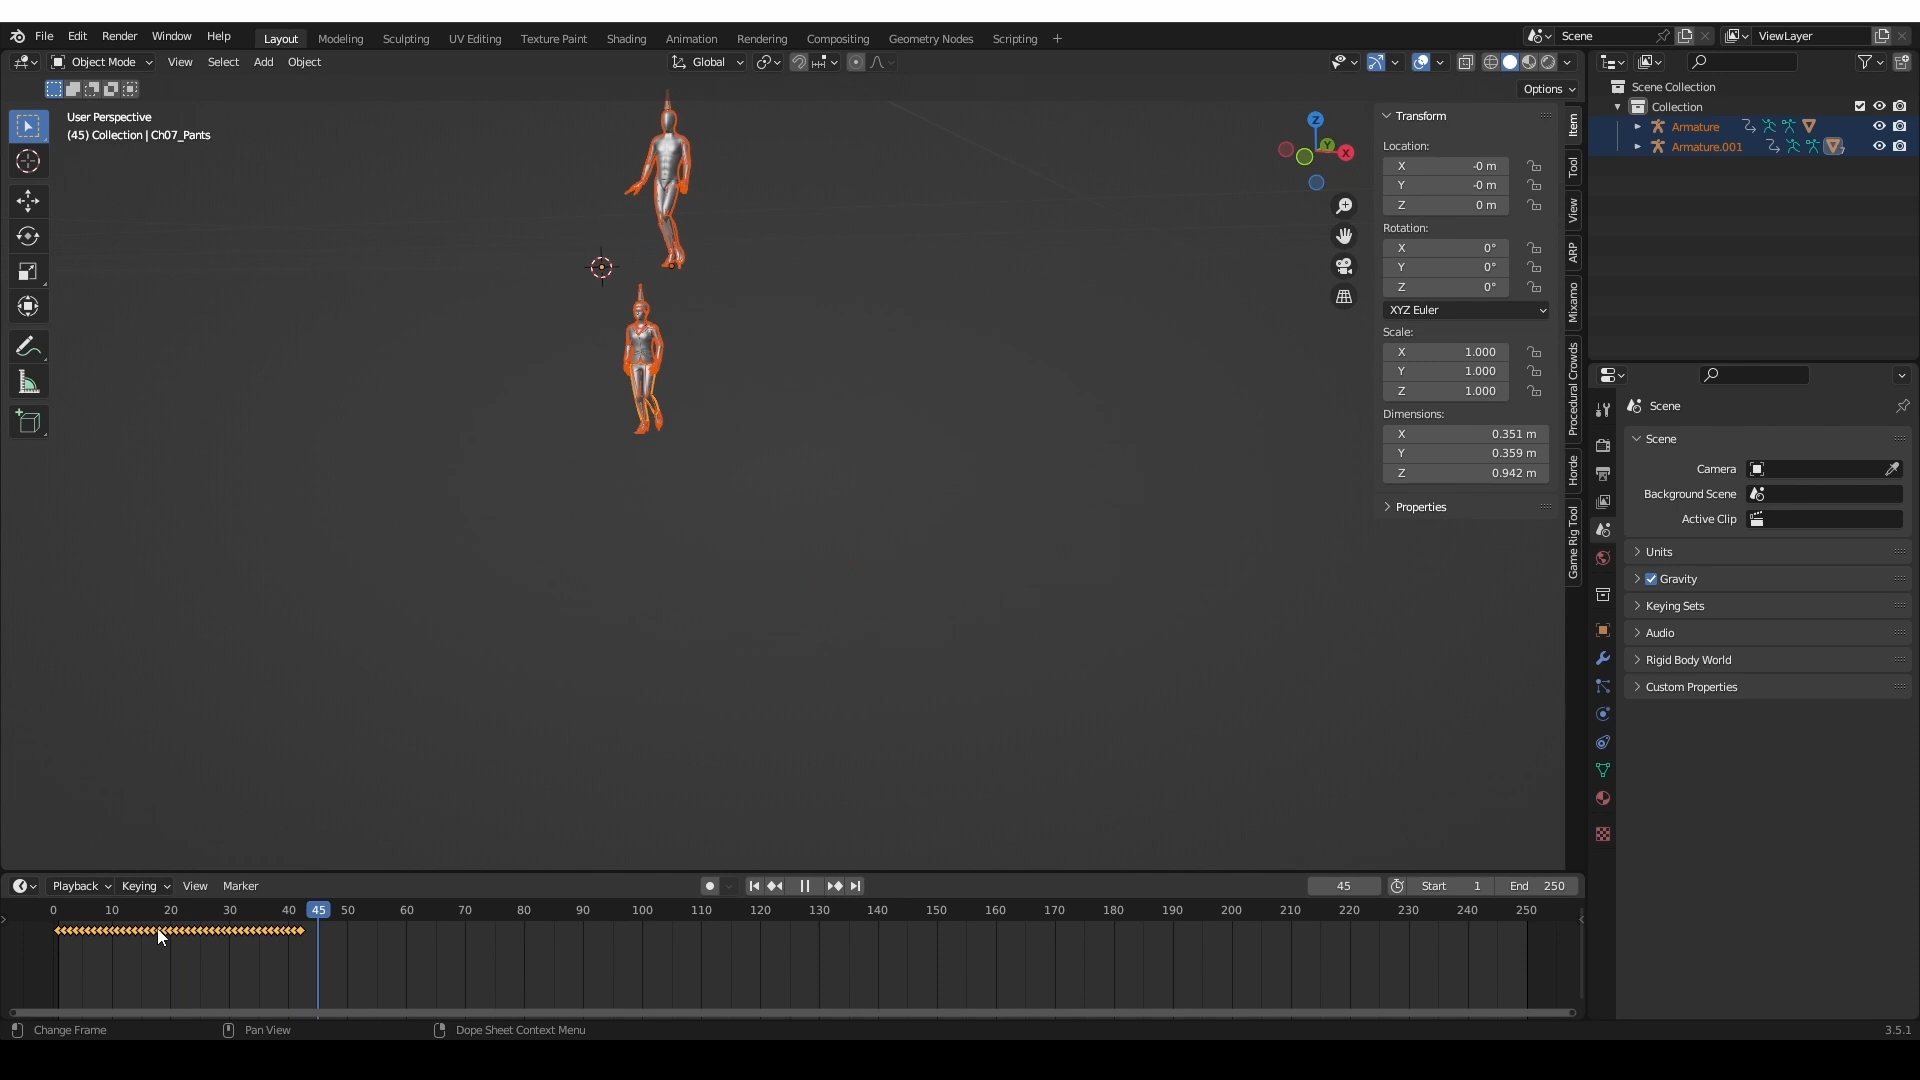 File Edit Render Window Help Layout Modeling Sculpting UV Editing Texture Paint Shading Animation Rendering Compositing Geometry Nodes Scripting + Scene ViewLayer
Object Mode View Select Add Object Global
Options
User Perspective
(45) Collection | Ch07_Pants
Z
Y
X
Transform
Location:
X -0 m
Y -0 m
Z 0 m
Rotation:
X 0°
Y 0°
Z 0°
XYZ Euler
Scale:
X 1.000
Y 1.000
Z 1.000
Dimensions:
X 0.351 m
Y 0.359 m
Z 0.942 m
Properties
Item
Tool
View
ARP
Mixamo
Procedural Crowds
Horde
Game Rig Tool
Scene Collection
Collection
Armature
Armature.001
Scene
Scene
Camera
Background Scene
Active Clip
Units
Gravity
Keying Sets
Audio
Rigid Body World
Custom Properties
Playback Keying View Marker 45 Start 1 End 250
0 10 20 30 40 45 50 60 70 80 90 100 110 120 130 140 150 160 170 180 190 200 210 220 230 240 250
Change Frame Pan View Dope Sheet Context Menu 3.5.1